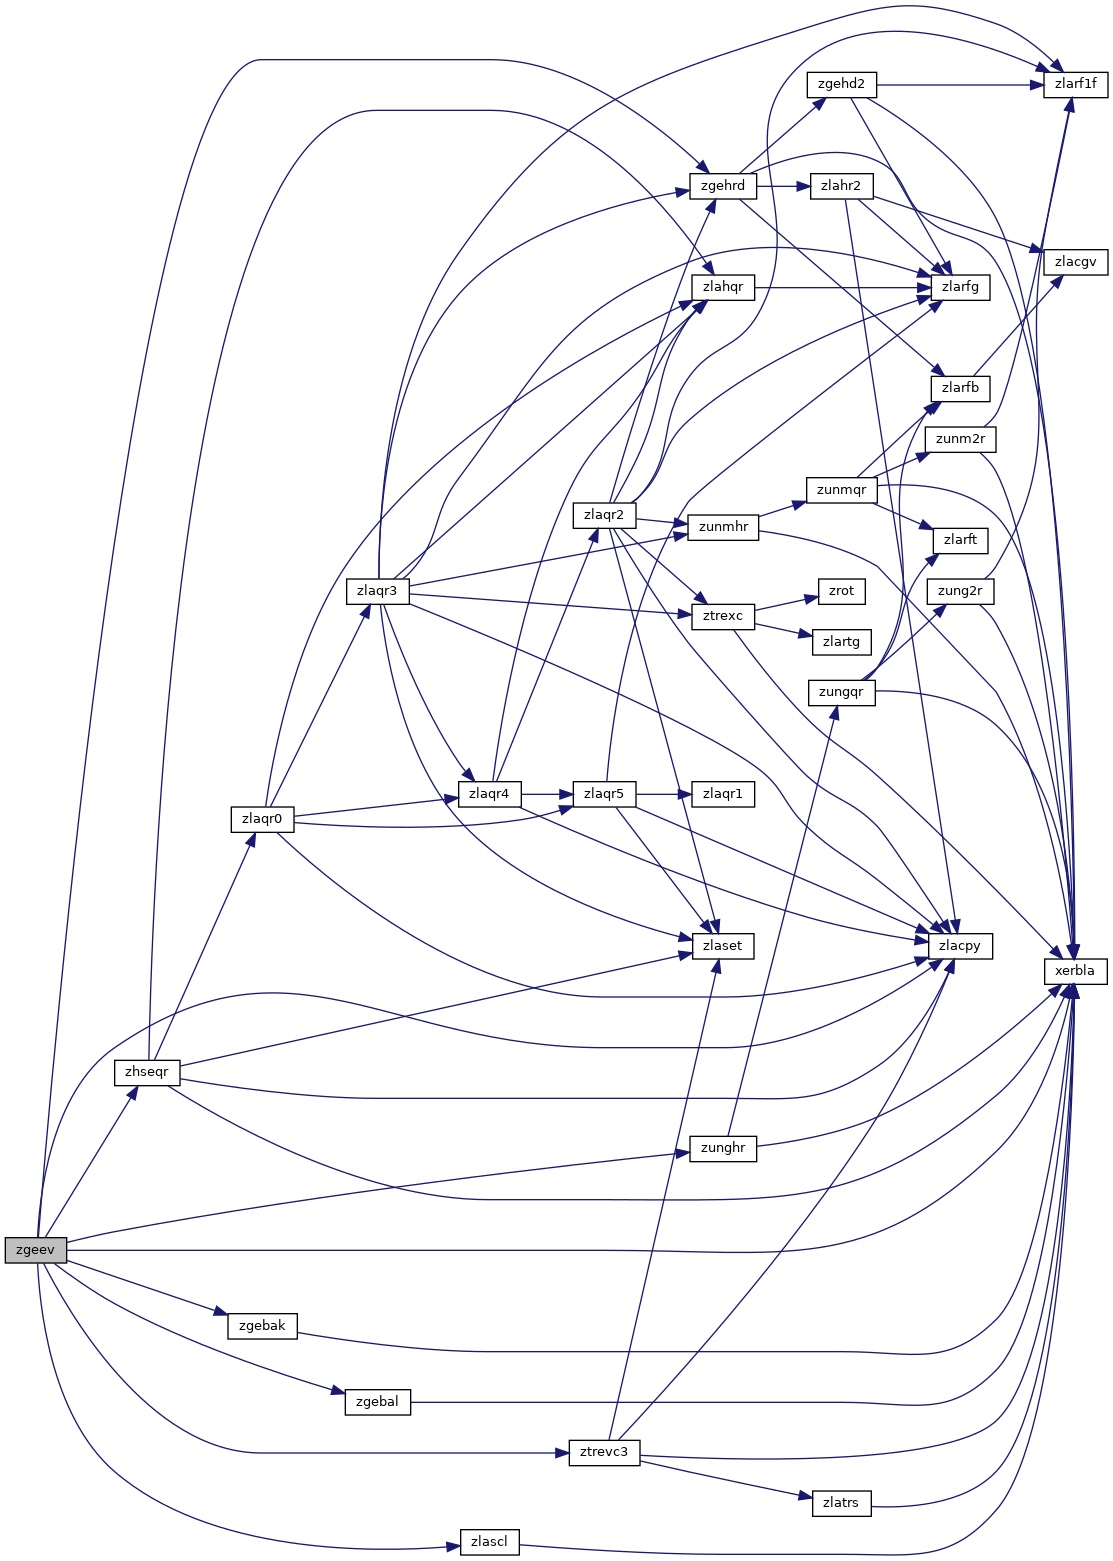 zgehd2
zlarf1f
zgehrd
zlahr2
zlacgv
zlahqr
zlarfg
zlarfb
zunm2r
zunmqr
zlaqr2
zunmhr
zlarft
zlaqr3
zrot
zung2r
ztrexc
zlartg
zungqr
zlaqr4
zlaqr5
zlaqr1
zlaqr0
zlaset
zlacpy
xerbla
zhseqr
zunghr
zgeev
zgebak
zgebal
ztrevc3
zlatrs
zlascl